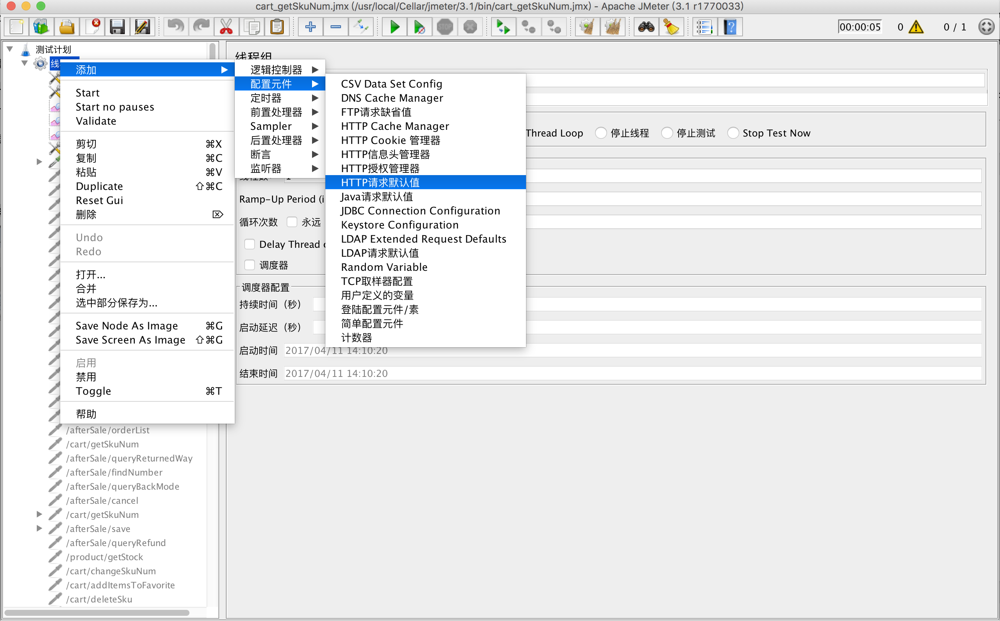 cart_getSkuNum.jmx (/usr/local/Cellar/jmeter/3.1/bin/cart_getSkuNum.jmx) - Apache JMeter (3.1 r1770033)
STOP
00:00:05
0
0 / 1
测试计划
添加
Start
Start no pauses
Validate
剪切 ⌘X
复制 ⌘C
粘贴 ⌘V
Duplicate ⇧⌘C
Reset Gui
删除 ⌦
Undo
Redo
打开...
合并
选中部分保存为...
Save Node As Image ⌘G
Save Screen As Image ⇧⌘G
启用
禁用
Toggle ⌘T
帮助
/afterSale/orderList
/cart/getSkuNum
/afterSale/queryReturnedWay
/afterSale/findNumber
/afterSale/queryBackMode
/afterSale/cancel
/cart/getSkuNum
/afterSale/save
/afterSale/queryRefund
/product/getStock
/cart/changeSkuNum
/cart/addItemsToFavorite
/cart/deleteSku
线程组
逻辑控制器
配置元件
定时器
前置处理器
Sampler
后置处理器
断言
监听器
CSV Data Set Config
DNS Cache Manager
FTP请求缺省值
HTTP Cache Manager
HTTP Cookie 管理器
HTTP信息头管理器
HTTP授权管理器
HTTP请求默认值
Java请求默认值
JDBC Connection Configuration
Keystore Configuration
LDAP Extended Request Defaults
LDAP请求默认值
Random Variable
TCP取样器配置
用户定义的变量
登陆配置元件/素
简单配置元件
计数器
Thread Loop 停止线程 停止测试 Stop Test Now
Ramp-Up Period (i
循环次数 永远
Delay Thread
调度器
调度器配置
持续时间（秒）
启动延迟（秒）
启动时间 2017/04/11 14:10:20
结束时间 2017/04/11 14:10:20